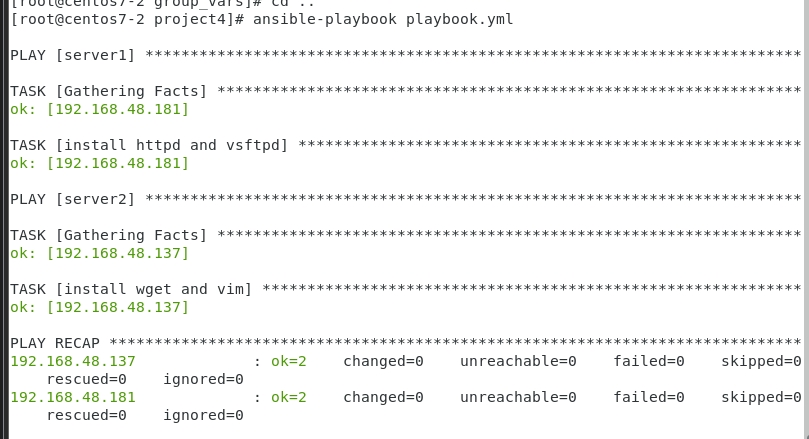 [root@centos7-2 group_vars]# cd ..
[root@centos7-2 project4]# ansible-playbook playbook.yml
PLAY [server1] *************************************************************************
TASK [Gathering Facts] *****************************************************************
ok: [192.168.48.181]
TASK [install httpd and vsftpd] ********************************************************
ok: [192.168.48.181]
PLAY [server2] *************************************************************************
TASK [Gathering Facts] *****************************************************************
ok: [192.168.48.137]
TASK [install wget and vim] ************************************************************
ok: [192.168.48.137]
PLAY RECAP *****************************************************************************
192.168.48.137             : ok=2    changed=0    unreachable=0    failed=0    skipped=0
    rescued=0    ignored=0
192.168.48.181             : ok=2    changed=0    unreachable=0    failed=0    skipped=0
    rescued=0    ignored=0